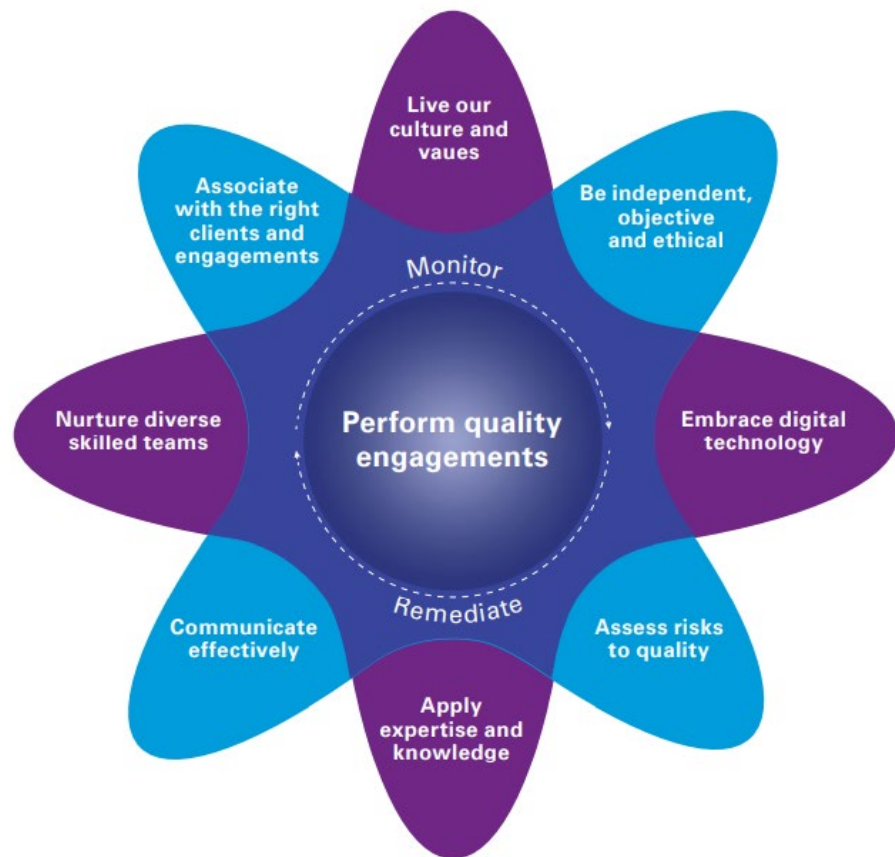 Live our
culture and
vaues
Associate
with the right
clients and
engagements
Be independent,
objective
and ethical
Monitor
Nurture diverse
skilled teams
Perform quality
engagements
Embrace digital
technology
Remediate
Communicate
effectively
Assess risks
to quality
Apply
expertise and
knowledge